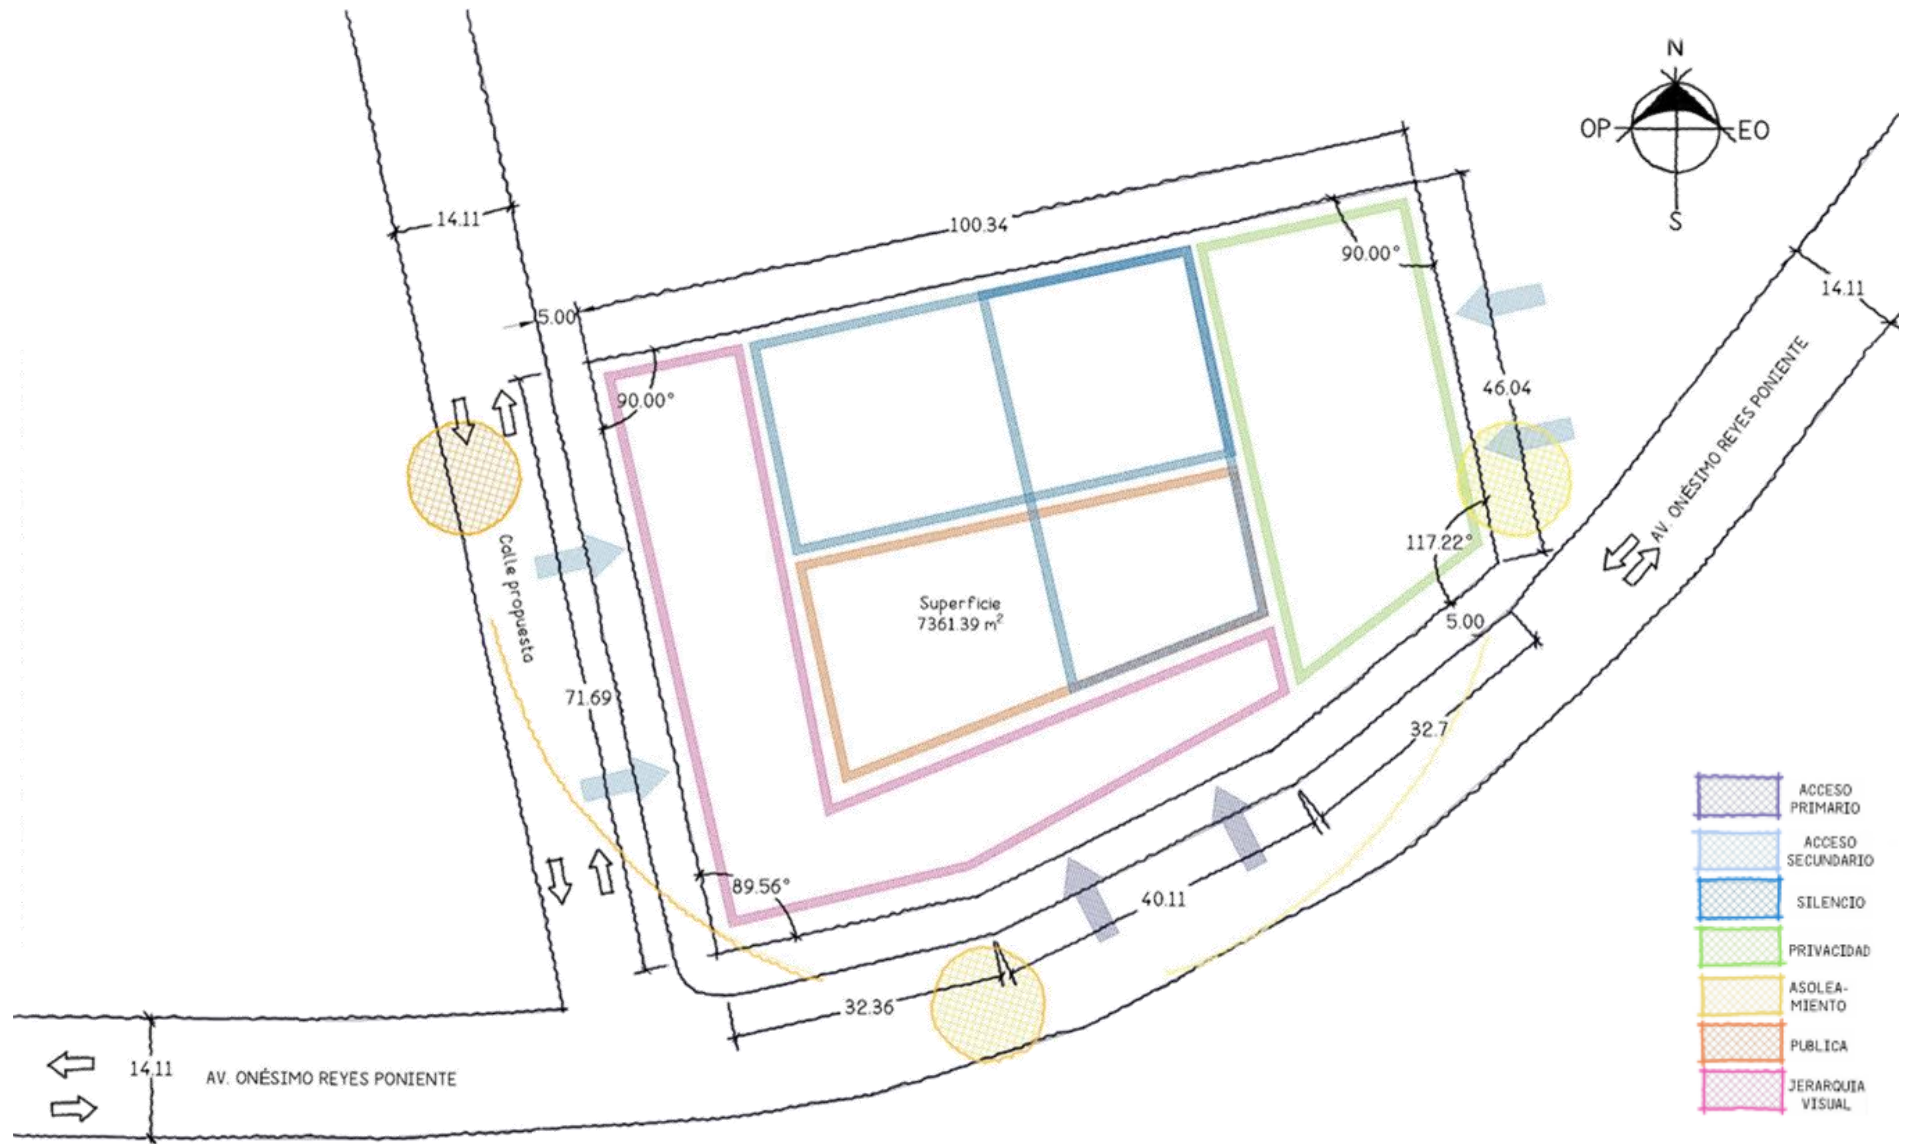 N
OP
EO
S
14.11
100.34
90.00°
5.00
14.11
90.00°
46.04
AV. ONÉSIMO REYES PONIENTE
117.22°
Calle propuesta
Superficie
7361.39 m²
5.00
71.69
32.7
89.56°
40.11
32.36
14.11
AV. ONÉSIMO REYES PONIENTE
ACCESO
PRIMARIO
ACCESO
SECUNDARIO
SILENCIO
PRIVACIDAD
ASOLEA-
MIENTO
PUBLICA
JERARQUIA
VISUAL